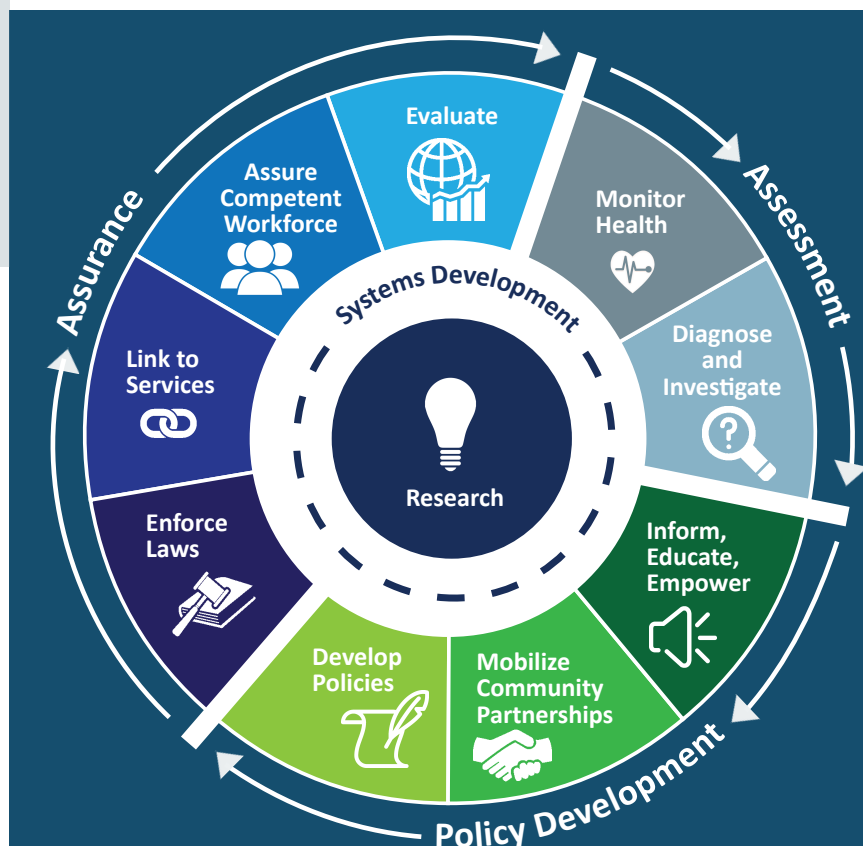 Assessment
Monitor
Health
Diagnose
and
Investigate
Policy Development
Inform,
Educate,
Empower
Mobilize
Community
Partnerships
Develop
Policies
Assurance
Enforce
Laws
Link to
Services
Assure
Competent
Workforce
Evaluate
Systems Development
Research
?